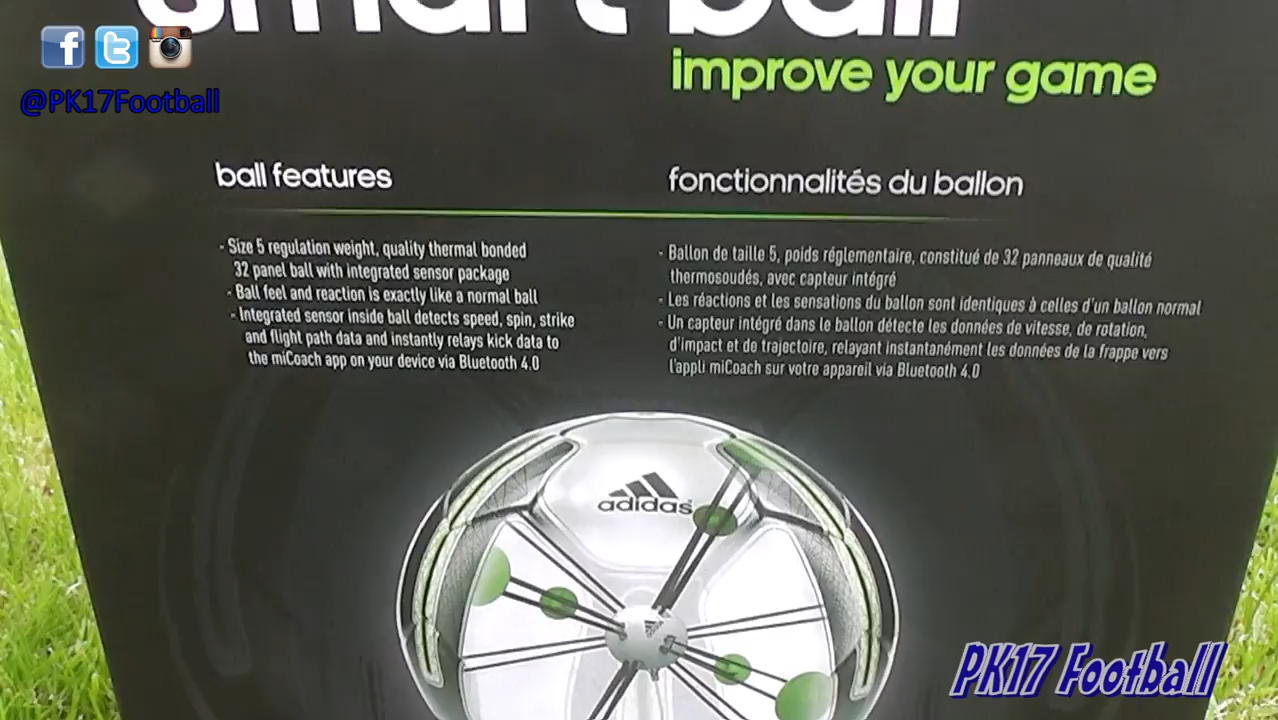 smart ball
improve your game
@PK17Football
ball features
- Size 5 regulation weight, quality thermal bonded
32 panel ball with integrated sensor package
- Ball feel and reaction is exactly like a normal ball
- Integrated sensor inside ball detects speed, spin, strike
and flight path data and instantly relays kick data to
the miCoach app on your device via Bluetooth 4.0
fonctionnalités du ballon
- Ballon de taille 5, poids réglementaire, constitué de 32 panneaux de qualité
thermosoudés, avec capteur intégré
- Les réactions et les sensations du ballon sont identiques à celles d'un ballon normal
- Un capteur intégré dans le ballon détecte les données de vitesse, de rotation,
d'impact et de trajectoire, relayant instantanément les données de la frappe vers
l'appli miCoach sur votre appareil via Bluetooth 4.0
adidas
PK17 Football